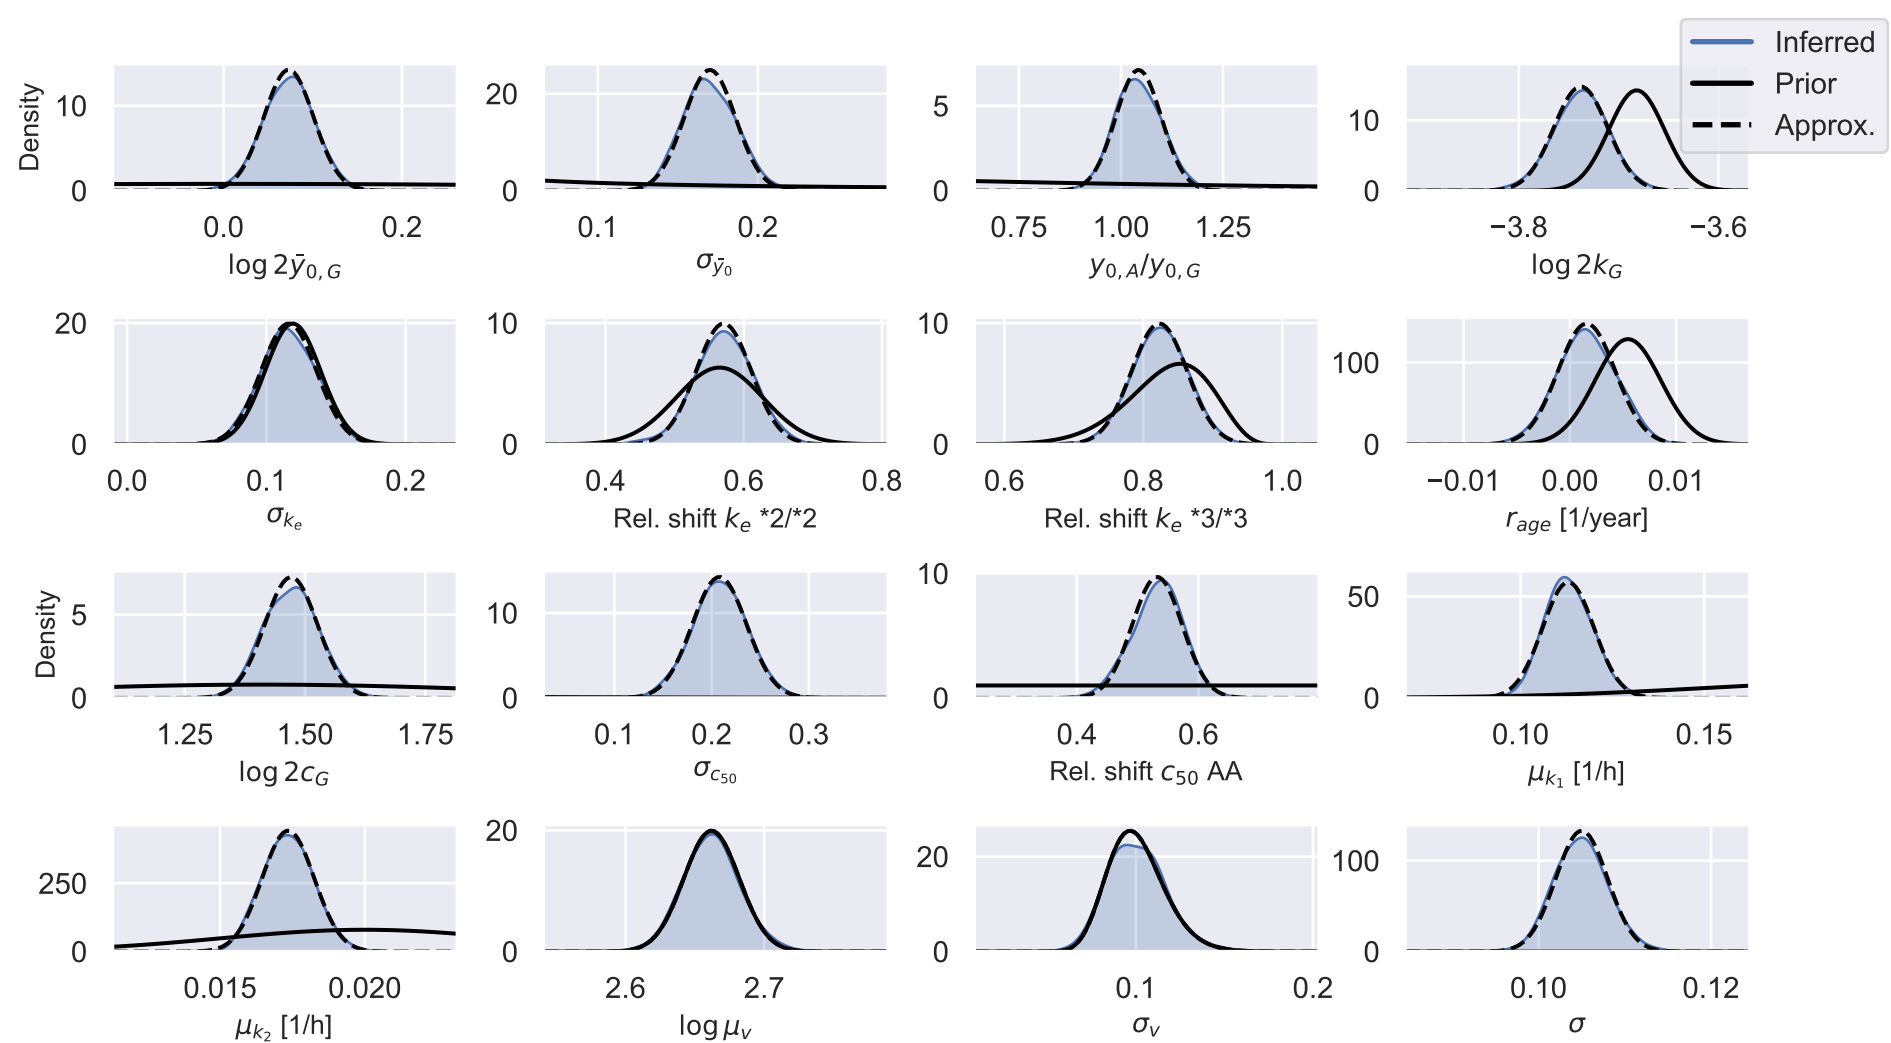 Inferred
Prior
Approx.
Density
10
0
20
0
5
0
10
0
0.0 0.2
0.1 0.2
0.75 1.00 1.25
−3.8 −3.6
log 2ȳ₀,G
σȳ₀
y₀,A/y₀,G
log 2k_G
20
0
10
0
10
0
100
0
0.0 0.1 0.2
0.4 0.6 0.8
0.6 0.8 1.0
−0.01 0.00 0.01
σ_kₑ
Rel. shift kₑ *2/*2
Rel. shift kₑ *3/*3
r_age [1/year]
Density
5
0
10
0
10
0
50
0
1.25 1.50 1.75
0.1 0.2 0.3
0.4 0.6
0.10 0.15
log 2c_G
σ_c₅₀
Rel. shift c₅₀ AA
μ_k₁ [1/h]
250
0
20
0
20
0
100
0
0.015 0.020
2.6 2.7
0.1 0.2
0.10 0.12
μ_k₂ [1/h]
log μᵥ
σᵥ
σ